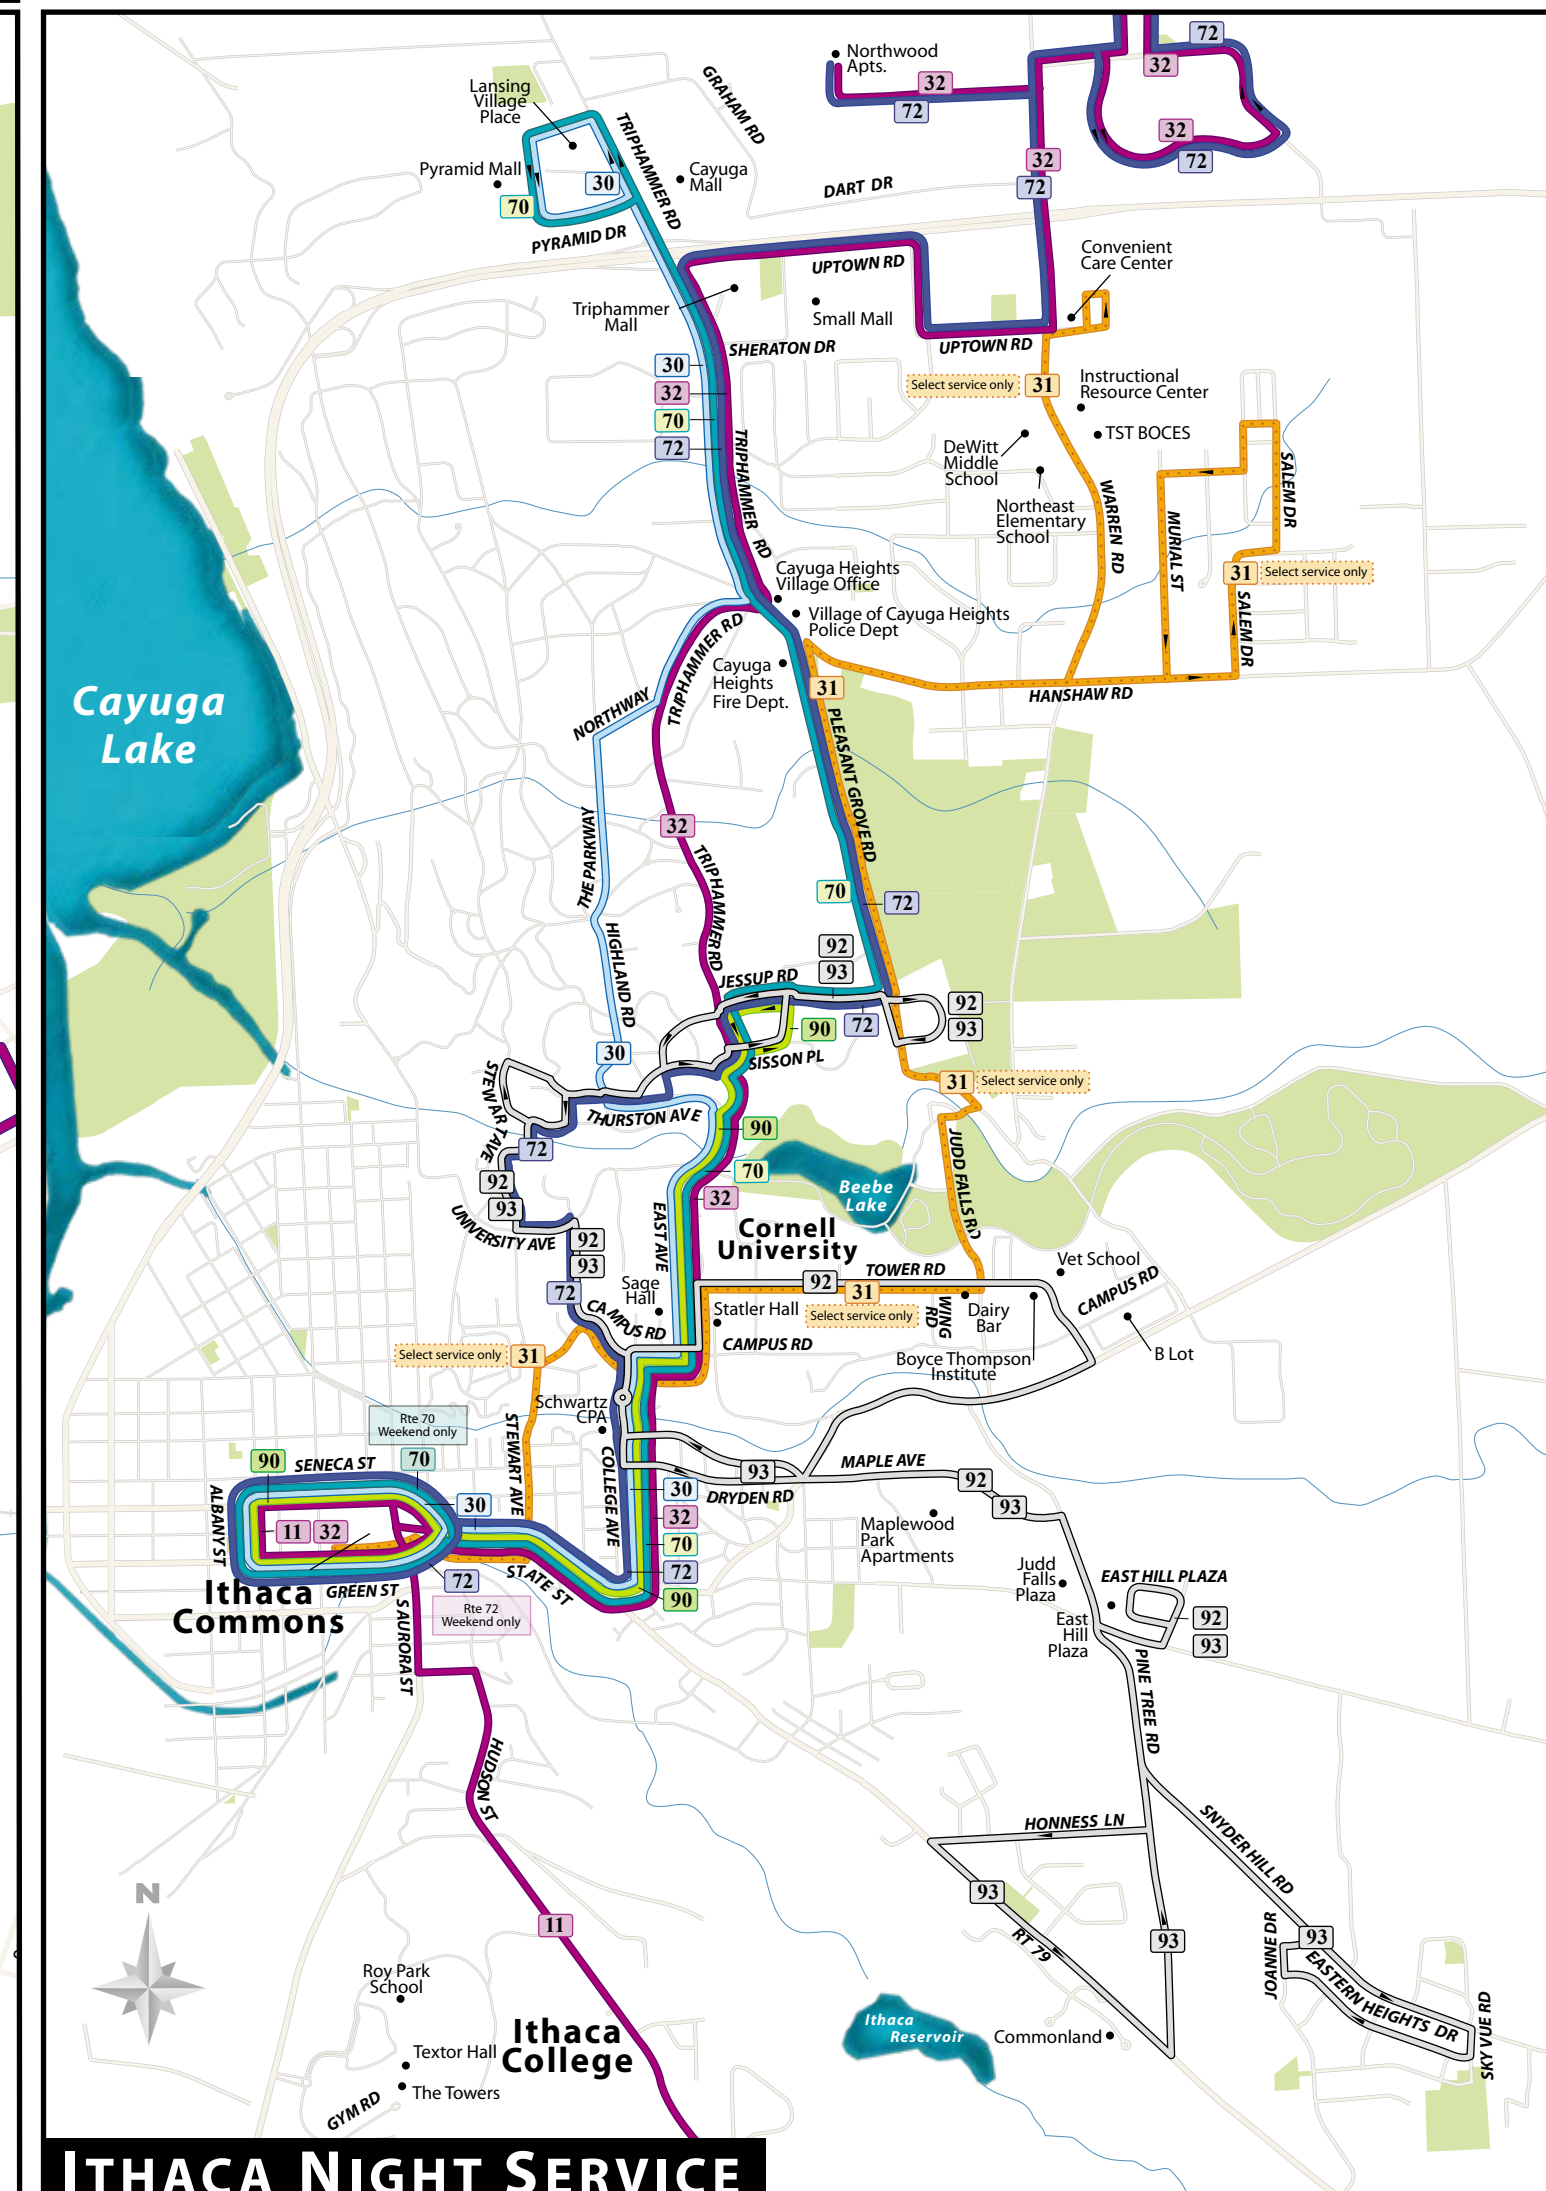 72
Northwood
Apts.
32
32
72
GRAHAM RD
Lansing
Village
Place
TRIPHAMMER RD
32
72
32
72
Pyramid Mall
30
Cayuga
Mall
70
DART DR
PYRAMID DR
Convenient
Care Center
UPTOWN RD
Triphammer
Mall
Small Mall
SHERATON DR
UPTOWN RD
30
32
70
72
Select service only
31
Instructional
Resource Center
TST BOCES
DeWitt
Middle
School
TRIPHAMMER RD
Northeast
Elementary
School
WARREN RD
MURIAL ST
SALEM DR
31
Select service only
SALEM DR
Cayuga Heights
Village Office
Village of Cayuga Heights
Police Dept
Cayuga
Heights
Fire Dept.
TRIPHAMMER RD
NORTHWAY
31
HANSHAW RD
Cayuga
Lake
PLEASANT GROVE RD
32
THE PARKWAY
TRIPHAMMER RD
70
72
HIGHLAND RD
92
93
JESSUP RD
92
93
90
72
30
SISSON PL
STEWART AVE
31
Select service only
THURSTON AVE
90
72
70
JUDD FALLS RD
92
93
32
Beebe
Lake
UNIVERSITY AVE
EAST AVE
Cornell
University
92
93
Vet School
TOWER RD
92
31
Select service only
CAMPUS RD
72
Sage
Hall
Statler Hall
WING
RD
Dairy
Bar
CAMPUS RD
CAMPUS RD
B Lot
Boyce Thompson
Institute
Select service only
31
Schwartz
CPA
Rte 70
Weekend only
STEWART AVE
90
SENECA ST
70
COLLEGE AVE
93
MAPLE AVE
92
93
DRYDEN RD
30
30
32
70
72
90
ALBANY ST
11
32
Maplewood
Park
Apartments
STATE ST
72
GREEN ST
Ithaca
Commons
Rte 72
Weekend only
S AURORA ST
Judd
Falls
Plaza
EAST HILL PLAZA
East
Hill
Plaza
92
93
PINE TREE RD
HUDSON ST
HONNESS LN
SNYDER HILL RD
N
93
11
RT 79
93
93
JOANNE DR
EASTERN HEIGHTS DR
SKY VUE RD
Roy Park
School
Ithaca
Reservoir
Commonland
Ithaca
College
Textor Hall
The Towers
GYM RD
ITHACA NIGHT SERVICE